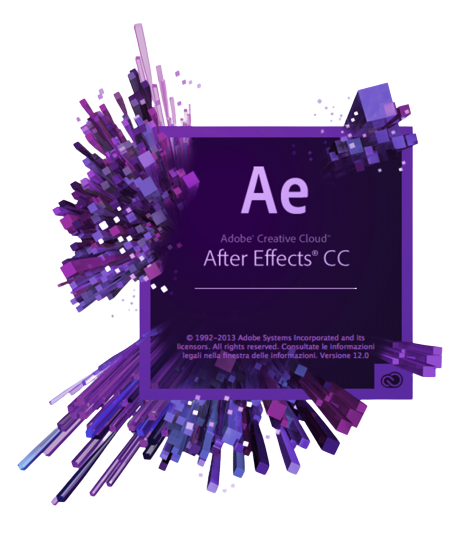 Ae
Adobe® Creative Cloud™
After Effects® CC
© 1992–2013 Adobe Systems Incorporated and its
licensors. All rights reserved. Consultate le informazioni
legali nella finestra delle informazioni. Versione 12.0